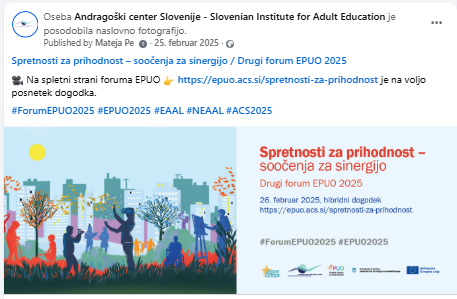 Oseba Andragoški center Slovenije - Slovenian Institute for Adult Education je
posodobila naslovno fotografijo.
Published by Mateja Pe · 25. februar 2025 ·
Spretnosti za prihodnost – soočenja za sinergijo / Drugi forum EPUO 2025
🎥 Na spletni strani foruma EPUO 👉 https://epuo.acs.si/spretnosti-za-prihodnost je na voljo
posnetek dogodka.
#ForumEPUO2025 #EPUO2025 #EAAL #NEAAL #ACS2025
Spretnosti za prihodnost –
soočenja za sinergijo
Drugi forum EPUO 2025
26. februar 2025, hibridni dogodek
https://epuo.acs.si/spretnosti-za-prihodnost
#ForumEPUO2025 #EPUO2025
EPUO